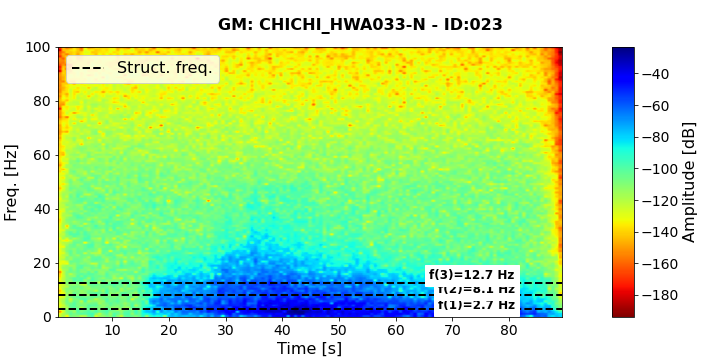 GM: CHICHI_HWA033-N - ID:023
100
80
60
40
20
0
Freq. [Hz]
Struct. freq.
f(3)=12.7 Hz
f(2)=8.1 Hz
f(1)=2.7 Hz
10 20 30 40 50 60 70 80
Time [s]
−40
−60
−80
−100
−120
−140
−160
−180
Amplitude [dB]